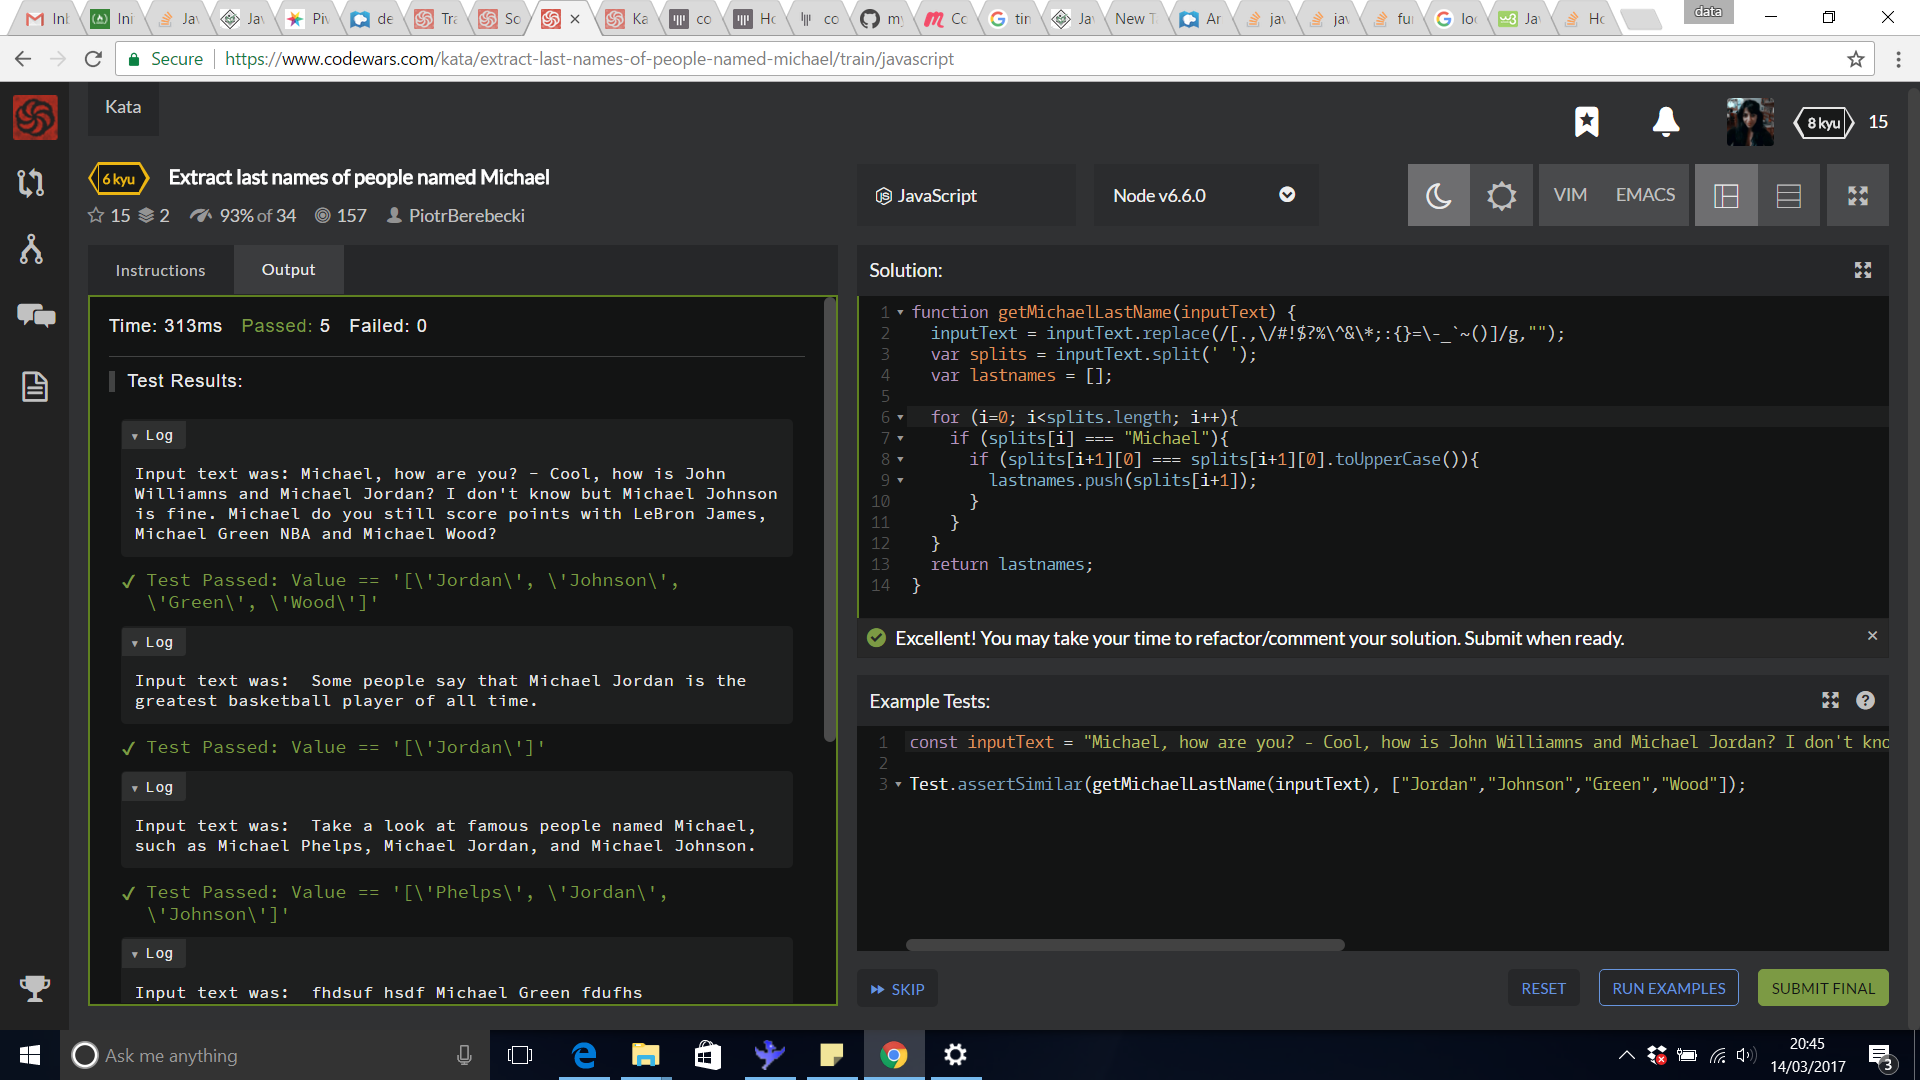 Inl
Ini
Jav
Jav
Piv
de
Tra
So
Ka
co
Ho
co
my
Co
tin
Jav
New T
Ar
jav
jav
fur
loc
Jav
Ho
data
Secure
https://www.codewars.com/kata/extract-last-names-of-people-named-michael/train/javascript
Kata
8 kyu
15
6 kyu
Extract last names of people named Michael
15
2
93% of 34
157
PiotrBerebecki
JavaScript
Node v6.6.0
VIM
EMACS
Instructions
Output
Time: 313ms Passed: 5 Failed: 0
Test Results:
Log
Input text was: Michael, how are you? - Cool, how is John
Williamns and Michael Jordan? I don't know but Michael Johnson
is fine. Michael do you still score points with LeBron James,
Michael Green NBA and Michael Wood?
Test Passed: Value == '[\'Jordan\', \'Johnson\',
\'Green\', \'Wood\']'
Log
Input text was:  Some people say that Michael Jordan is the
greatest basketball player of all time.
Test Passed: Value == '[\'Jordan\']'
Log
Input text was:  Take a look at famous people named Michael,
such as Michael Phelps, Michael Jordan, and Michael Johnson.
Test Passed: Value == '[\'Phelps\', \'Jordan\',
\'Johnson\']'
Log
Input text was:  fhdsuf hsdf Michael Green fdufhs
Solution:
1 function getMichaelLastName(inputText) {
2 inputText = inputText.replace(/[.,\/#!$?%\^&\*;:{}=\-_`~()]/g,"");
3 var splits = inputText.split(' ');
4 var lastnames = [];
5
6 for (i=0; i<splits.length; i++){
7 if (splits[i] === "Michael"){
8 if (splits[i+1][0] === splits[i+1][0].toUpperCase()){
9 lastnames.push(splits[i+1]);
10 }
11 }
12 }
13 return lastnames;
14 }
Excellent! You may take your time to refactor/comment your solution. Submit when ready.
Example Tests:
1 const inputText = "Michael, how are you? - Cool, how is John Williamns and Michael Jordan? I don't kno
2
3 Test.assertSimilar(getMichaelLastName(inputText), ["Jordan","Johnson","Green","Wood"]);
SKIP
RESET
RUN EXAMPLES
SUBMIT FINAL
Ask me anything
20:45
14/03/2017
3